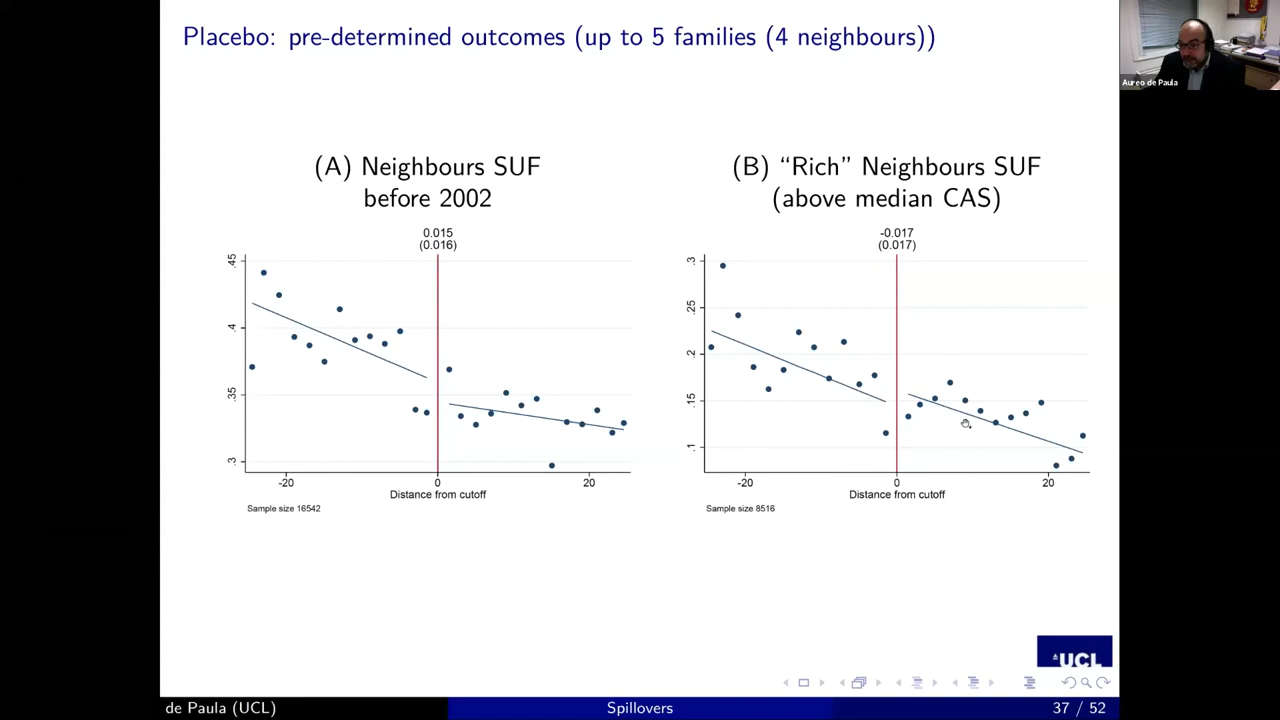 Placebo: pre-determined outcomes (up to 5 families (4 neighbours))
Aureo de Paula
(A) Neighbours SUF
before 2002
0.015
(0.016)
.45
.4
.35
.3
-20
0
20
Distance from cutoff
Sample size 16542
(B) “Rich” Neighbours SUF
(above median CAS)
-0.017
(0.017)
.3
.25
.2
.15
.1
-20
0
20
Distance from cutoff
Sample size 8516
UCL
de Paula (UCL)
Spillovers
37 / 52